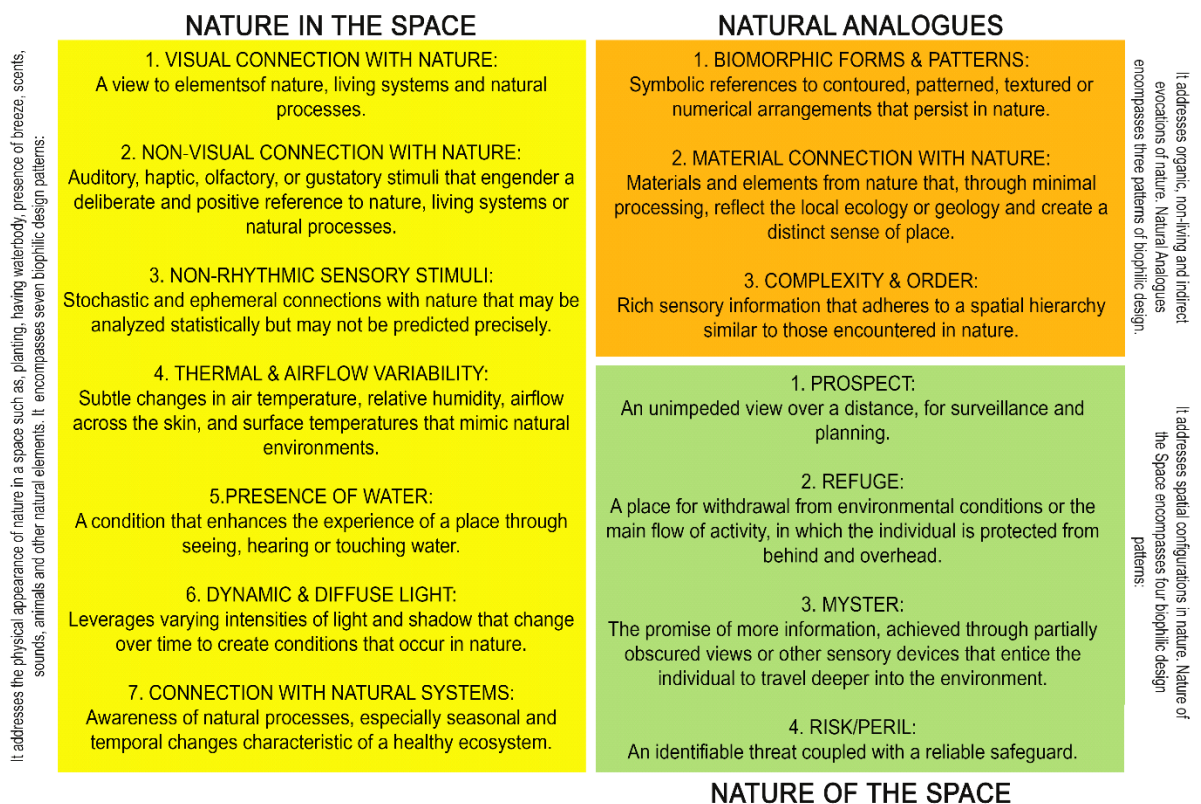 NATURE IN THE SPACE
It addresses the physical appearance of nature in a space such as, planting, having waterbody, presence of breeze, scents,
sounds, animals and other natural elements. It encompasses seven biophilic design patterns:
1. VISUAL CONNECTION WITH NATURE:
A view to elementsof nature, living systems and natural
processes.
2. NON-VISUAL CONNECTION WITH NATURE:
Auditory, haptic, olfactory, or gustatory stimuli that engender a
deliberate and positive reference to nature, living systems or
natural processes.
3. NON-RHYTHMIC SENSORY STIMULI:
Stochastic and ephemeral connections with nature that may be
analyzed statistically but may not be predicted precisely.
4. THERMAL & AIRFLOW VARIABILITY:
Subtle changes in air temperature, relative humidity, airflow
across the skin, and surface temperatures that mimic natural
environments.
5.PRESENCE OF WATER:
A condition that enhances the experience of a place through
seeing, hearing or touching water.
6. DYNAMIC & DIFFUSE LIGHT:
Leverages varying intensities of light and shadow that change
over time to create conditions that occur in nature.
7. CONNECTION WITH NATURAL SYSTEMS:
Awareness of natural processes, especially seasonal and
temporal changes characteristic of a healthy ecosystem.
NATURAL ANALOGUES
1. BIOMORPHIC FORMS & PATTERNS:
Symbolic references to contoured, patterned, textured or
numerical arrangements that persist in nature.
2. MATERIAL CONNECTION WITH NATURE:
Materials and elements from nature that, through minimal
processing, reflect the local ecology or geology and create a
distinct sense of place.
3. COMPLEXITY & ORDER:
Rich sensory information that adheres to a spatial hierarchy
similar to those encountered in nature.
It addresses organic, non-living and indirect
evocations of nature. Natural Analogues
encompasses three patterns of biophilic design.
1. PROSPECT:
An unimpeded view over a distance, for surveillance and
planning.
2. REFUGE:
A place for withdrawal from environmental conditions or the
main flow of activity, in which the individual is protected from
behind and overhead.
3. MYSTER:
The promise of more information, achieved through partially
obscured views or other sensory devices that entice the
individual to travel deeper into the environment.
4. RISK/PERIL:
An identifiable threat coupled with a reliable safeguard.
It addresses spatial configurations in nature. Nature of
the Space encompasses four biophilic design
patterns:
NATURE OF THE SPACE